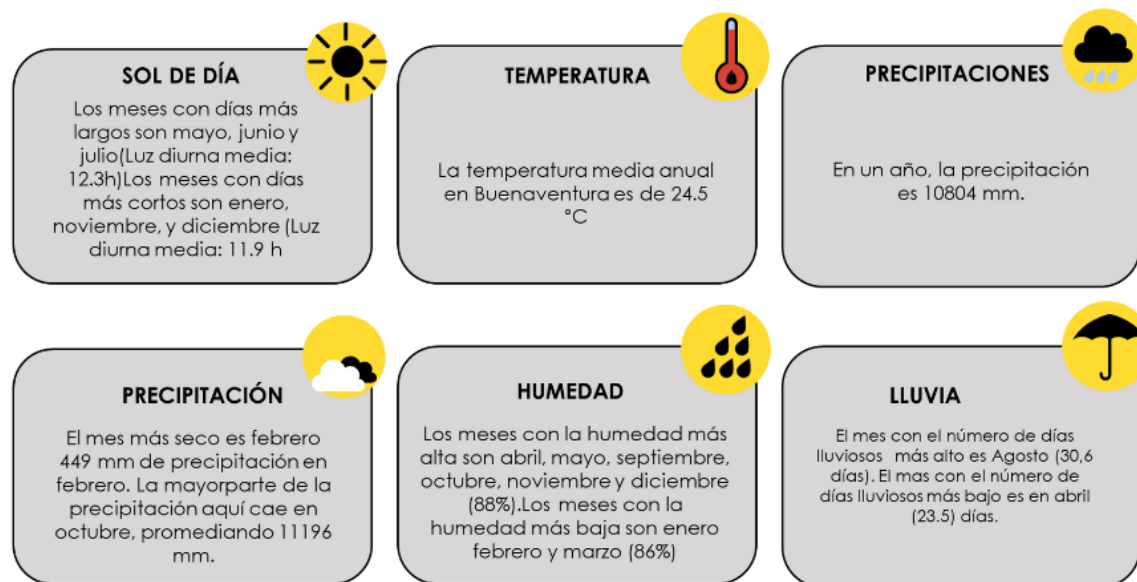 SOL DE DÍA
Los meses con días más
largos son mayo, junio y
julio(Luz diurna media:
12.3h)Los meses con días
más cortos son enero,
noviembre, y diciembre (Luz
diurna media: 11.9 h
TEMPERATURA
La temperatura media anual
en Buenaventura es de 24.5
°C
PRECIPITACIONES
En un año, la precipitación
es 10804 mm.
PRECIPITACIÓN
El mes más seco es febrero
449 mm de precipitación en
febrero. La mayorparte de la
precipitación aquí cae en
octubre, promediando 11196
mm.
HUMEDAD
Los meses con la humedad más
alta son abril, mayo, septiembre,
octubre, noviembre y diciembre
(88%).Los meses con la
humedad más baja son enero
febrero y marzo (86%)
LLUVIA
El mes con el número de días
lluviosos más alto es Agosto (30,6
días). El mas con el número de
días lluviosos más bajo es en abril
(23.5) días.